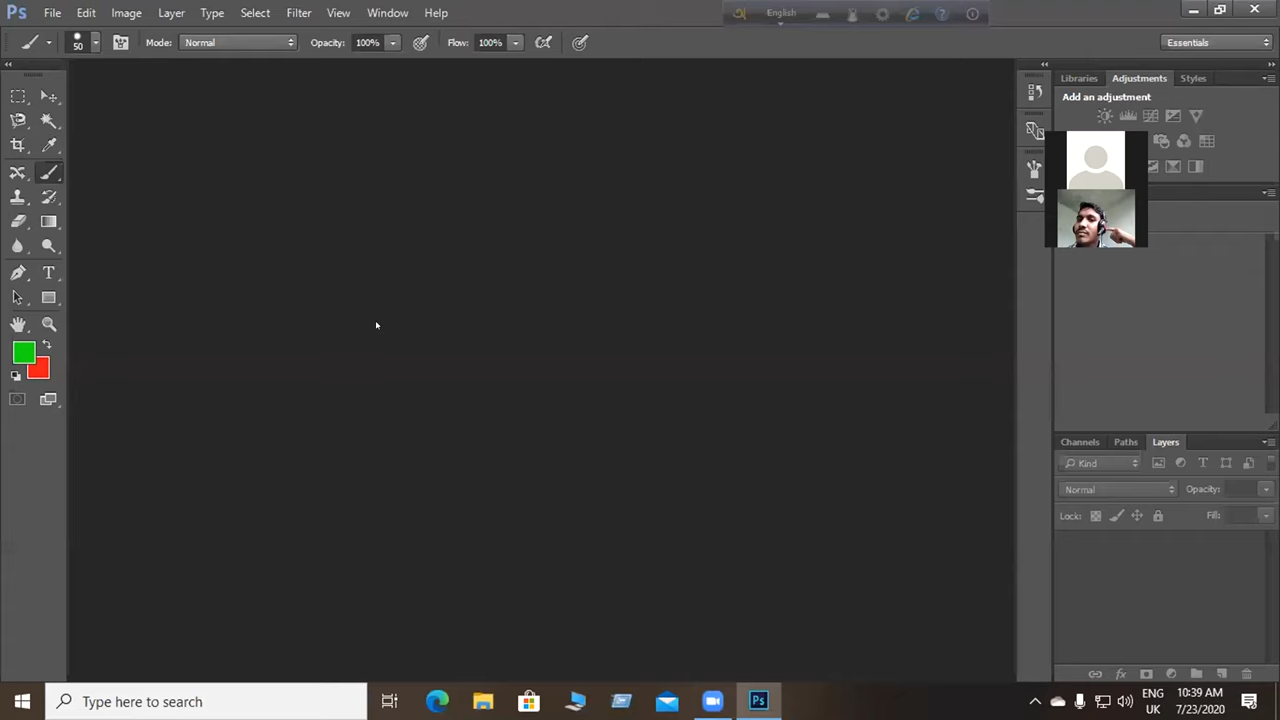 Ps File Edit Image Layer Type Select Filter View Window Help
English
50 Mode: Normal Opacity: 100% Flow: 100% Essentials
Libraries Adjustments Styles
Add an adjustment
Channels Paths Layers
Kind
Normal Opacity:
Lock: Fill:
Type here to search
Ps
ENG
UK
10:39 AM
7/23/2020